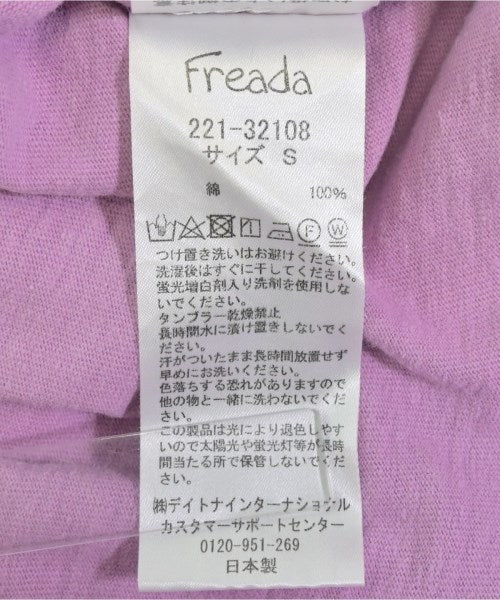 Freada
221-32108
サイズ S
綿 100%
つけ置き洗いはお避けください。
洗濯後はすぐに干してください。
蛍光増白剤入り洗剤を使用しな
いでください。
タンブラー乾燥禁止
長時間水に漬け置きしないでく
ださい。
汗がついたまま長時間放置せず
早めにお洗いください。
色落ちする恐れがありますので
他の物と一緒に洗わないでくだ
さい。
この製品は光により退色しやす
いので太陽光や蛍光灯等が長時
間当たる所で保管しないでくだ
さい。
㈱デイトナインターナショナル
カスタマーサポートセンター
0120-951-269
日本製